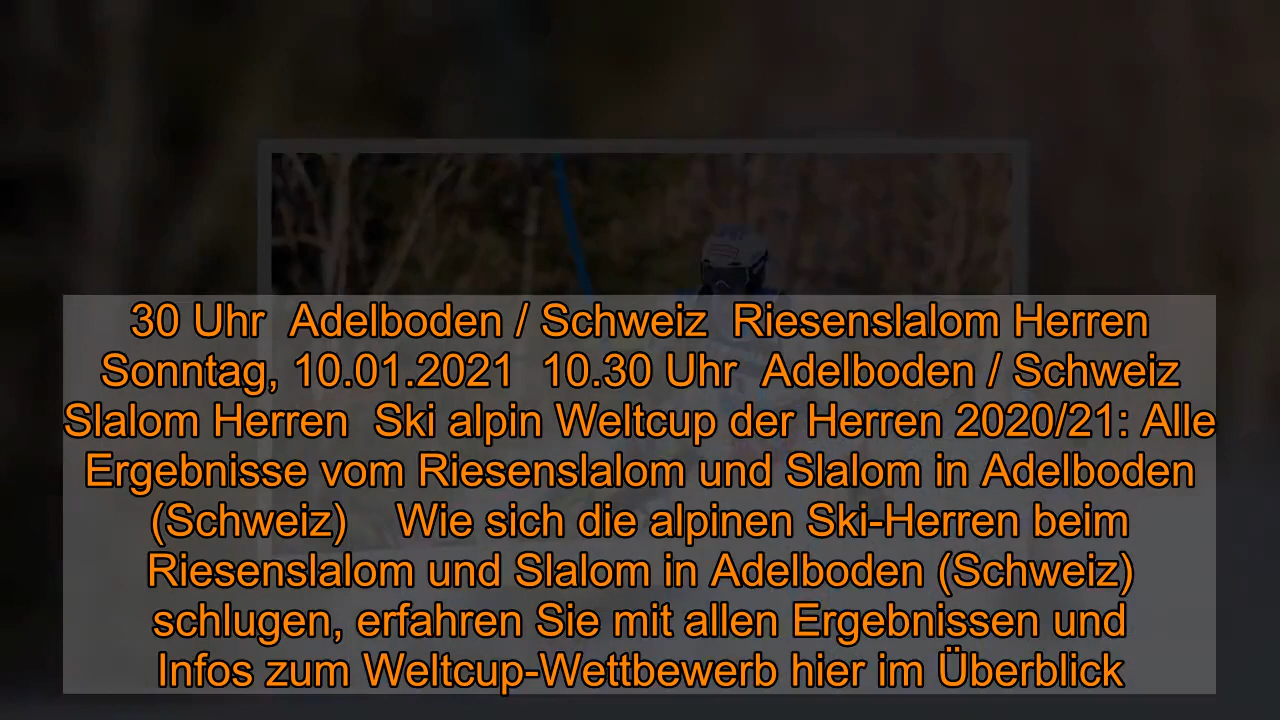 30 Uhr  Adelboden / Schweiz  Riesenslalom Herren
Sonntag, 10.01.2021  10.30 Uhr  Adelboden / Schweiz
Slalom Herren  Ski alpin Weltcup der Herren 2020/21: Alle
Ergebnisse vom Riesenslalom und Slalom in Adelboden
(Schweiz)    Wie sich die alpinen Ski-Herren beim
Riesenslalom und Slalom in Adelboden (Schweiz)
schlugen, erfahren Sie mit allen Ergebnissen und
Infos zum Weltcup-Wettbewerb hier im Überblick